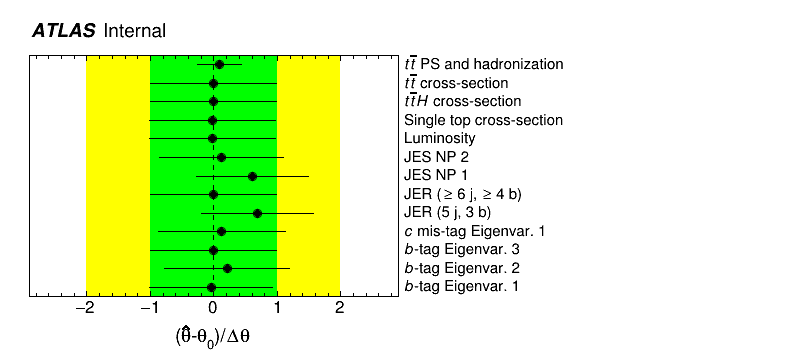 ATLAS Internal
tt̅ PS and hadronization
tt̅ cross-section
tt̅H cross-section
Single top cross-section
Luminosity
JES NP 2
JES NP 1
JER (≥ 6 j, ≥ 4 b)
JER (5 j, 3 b)
c mis-tag Eigenvar. 1
b-tag Eigenvar. 3
b-tag Eigenvar. 2
b-tag Eigenvar. 1
−2 −1 0 1 2
(θ̂-θ₀)/Δθ